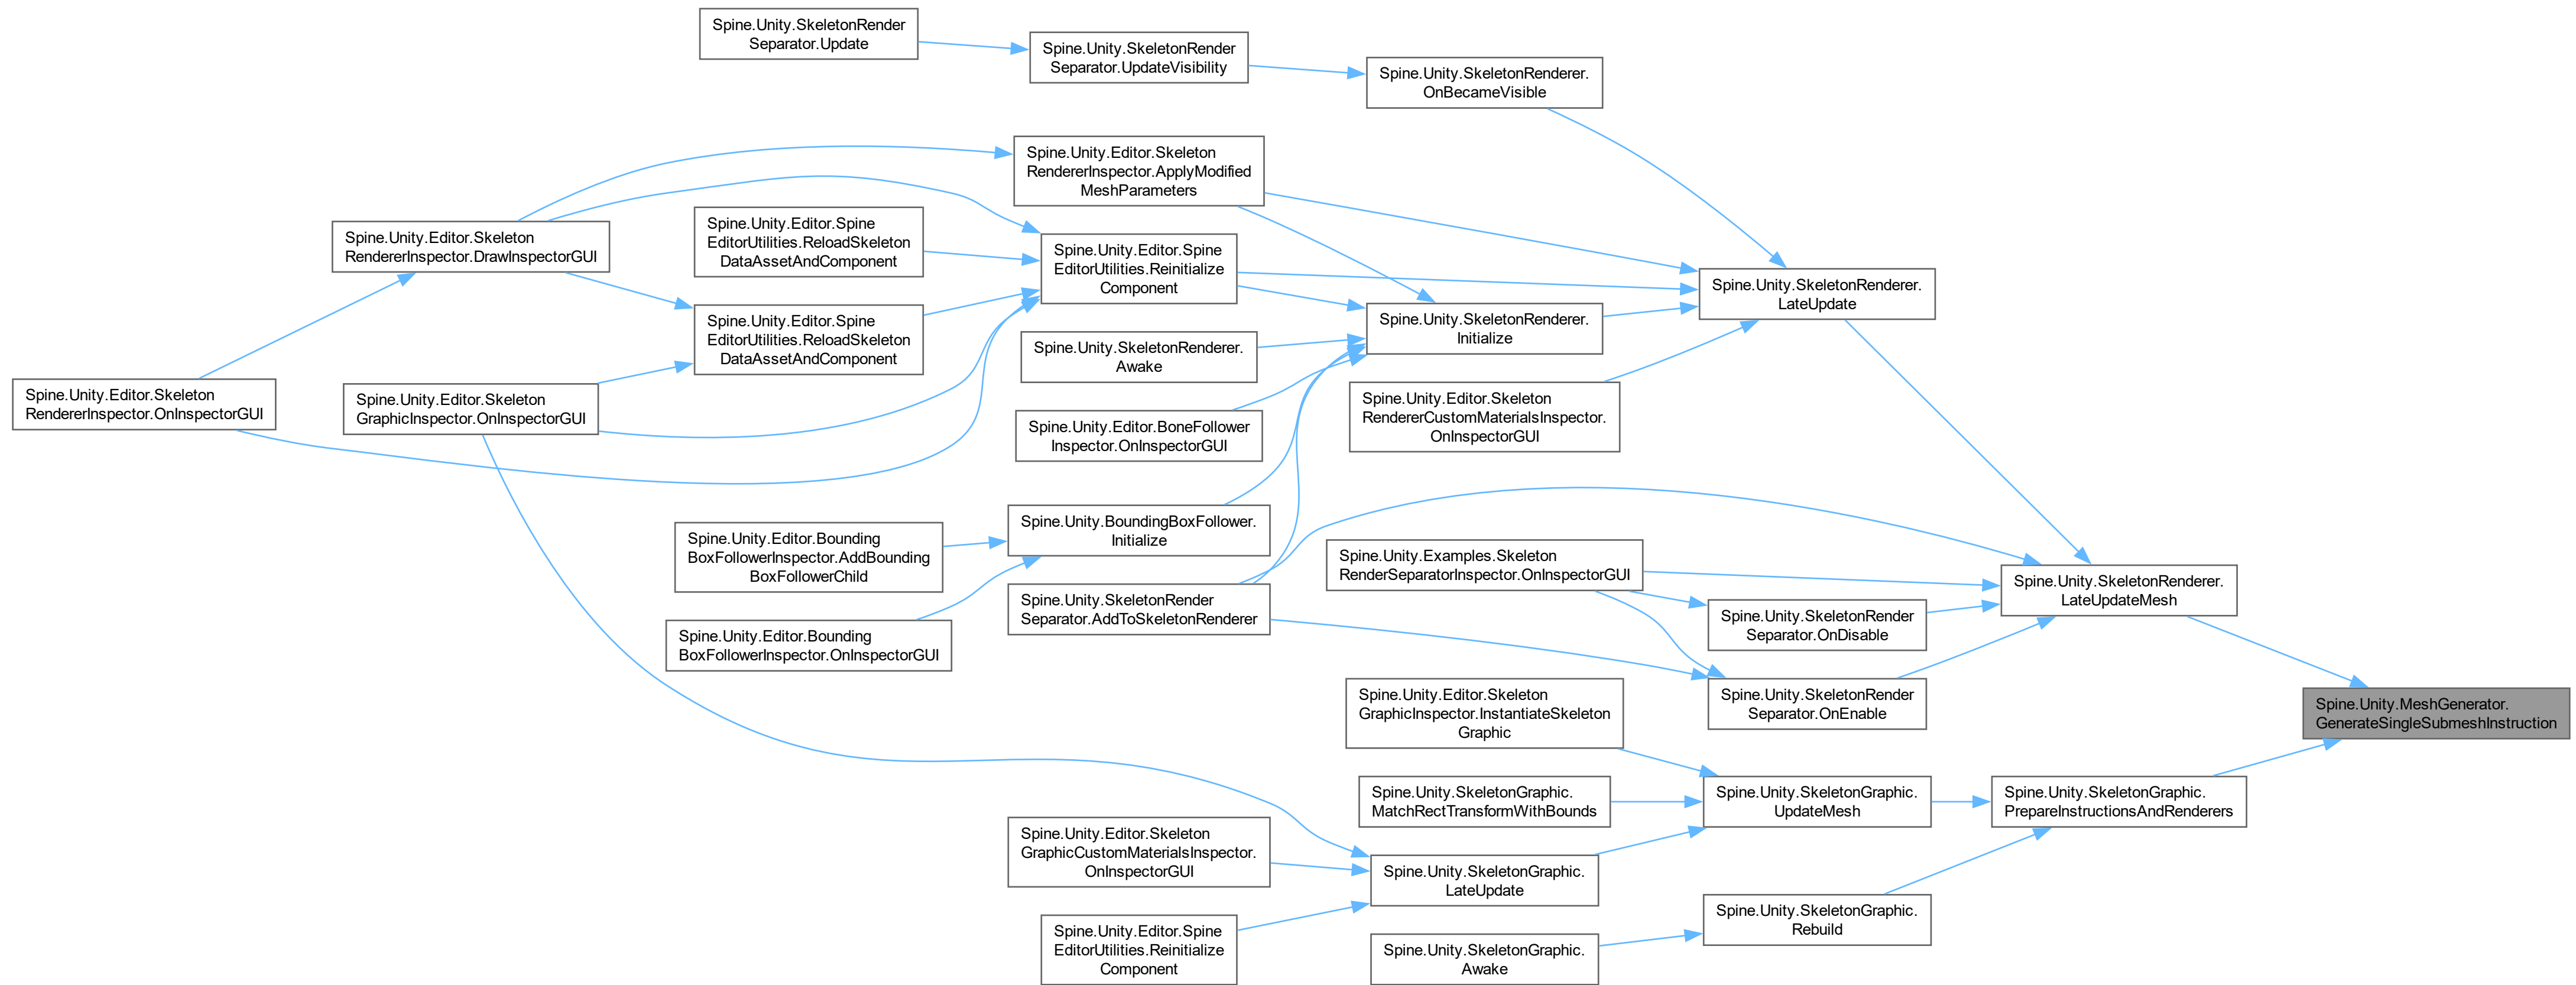 Spine.Unity.SkeletonRender
Separator.Update
Spine.Unity.SkeletonRender
Separator.UpdateVisibility
Spine.Unity.SkeletonRenderer.
OnBecameVisible
Spine.Unity.Editor.Skeleton
RendererInspector.ApplyModified
MeshParameters
Spine.Unity.Editor.Spine
EditorUtilities.ReloadSkeleton
DataAssetAndComponent
Spine.Unity.Editor.Skeleton
RendererInspector.DrawInspectorGUI
Spine.Unity.Editor.Spine
EditorUtilities.Reinitialize
Component
Spine.Unity.SkeletonRenderer.
LateUpdate
Spine.Unity.Editor.Spine
EditorUtilities.ReloadSkeleton
DataAssetAndComponent
Spine.Unity.SkeletonRenderer.
Initialize
Spine.Unity.SkeletonRenderer.
Awake
Spine.Unity.Editor.Skeleton
RendererInspector.OnInspectorGUI
Spine.Unity.Editor.Skeleton
GraphicInspector.OnInspectorGUI
Spine.Unity.Editor.BoneFollower
Inspector.OnInspectorGUI
Spine.Unity.Editor.Skeleton
RendererCustomMaterialsInspector.
OnInspectorGUI
Spine.Unity.BoundingBoxFollower.
Initialize
Spine.Unity.Editor.Bounding
BoxFollowerInspector.AddBounding
BoxFollowerChild
Spine.Unity.Examples.Skeleton
RenderSeparatorInspector.OnInspectorGUI
Spine.Unity.SkeletonRenderer.
LateUpdateMesh
Spine.Unity.SkeletonRender
Separator.AddToSkeletonRenderer
Spine.Unity.SkeletonRender
Separator.OnDisable
Spine.Unity.Editor.Bounding
BoxFollowerInspector.OnInspectorGUI
Spine.Unity.Editor.Skeleton
GraphicInspector.InstantiateSkeleton
Graphic
Spine.Unity.SkeletonRender
Separator.OnEnable
Spine.Unity.MeshGenerator.
GenerateSingleSubmeshInstruction
Spine.Unity.SkeletonGraphic.
MatchRectTransformWithBounds
Spine.Unity.SkeletonGraphic.
UpdateMesh
Spine.Unity.SkeletonGraphic.
PrepareInstructionsAndRenderers
Spine.Unity.Editor.Skeleton
GraphicCustomMaterialsInspector.
OnInspectorGUI
Spine.Unity.SkeletonGraphic.
LateUpdate
Spine.Unity.SkeletonGraphic.
Rebuild
Spine.Unity.Editor.Spine
EditorUtilities.Reinitialize
Component
Spine.Unity.SkeletonGraphic.
Awake